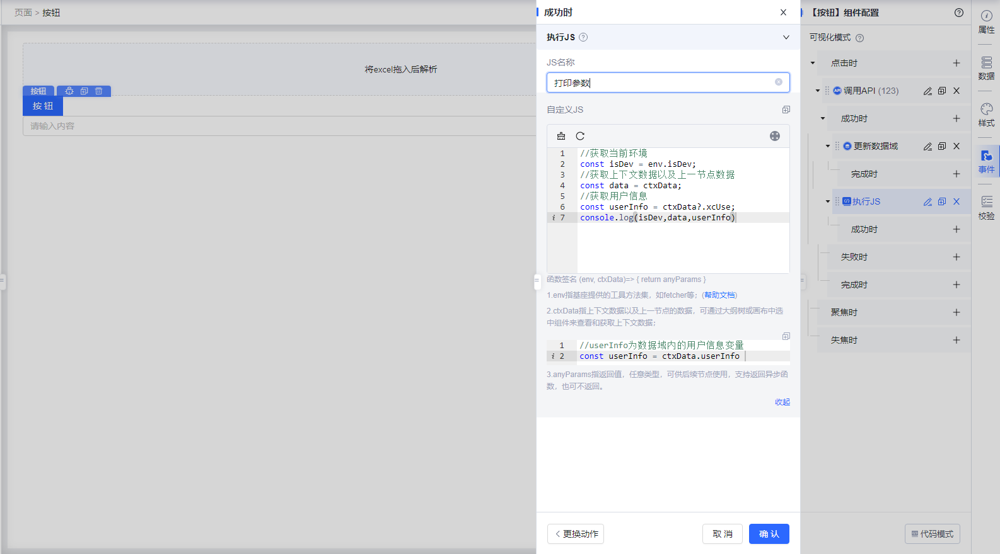 页面 > 按钮
将excel拖入后解析
按钮
按 钮
请输入内容
成功时
执行JS
JS名称
打印参数
自定义JS
1 //获取当前环境
2 const isDev = env.isDev;
3 //获取上下文数据以及上一节点数据
4 const data = ctxData;
5 //获取用户信息
6 const userInfo = ctxData?.xcUse;
i 7 console.log(isDev,data,userInfo)
函数签名 (env, ctxData)=> { return anyParams }
1.env指基座提供的工具方法集，如fetcher等；(帮助文档)
2.ctxData指上下文数据以及上一节点的数据，可通过大纲树或画布中选
中组件来查看和获取上下文数据；
1 //userInfo为数据域内的用户信息变量
i 2 const userInfo = ctxData.userInfo
3.anyParams指返回值，任意类型，可供后续节点使用，支持返回异步函
数，也可不返回。
收起
更换动作
取 消
确 认
【按钮】组件配置
可视化模式
点击时
API 调用API (123)
成功时
更新数据域
完成时
执行JS
成功时
失败时
完成时
聚焦时
失焦时
代码模式
属性
数据
样式
事件
校验